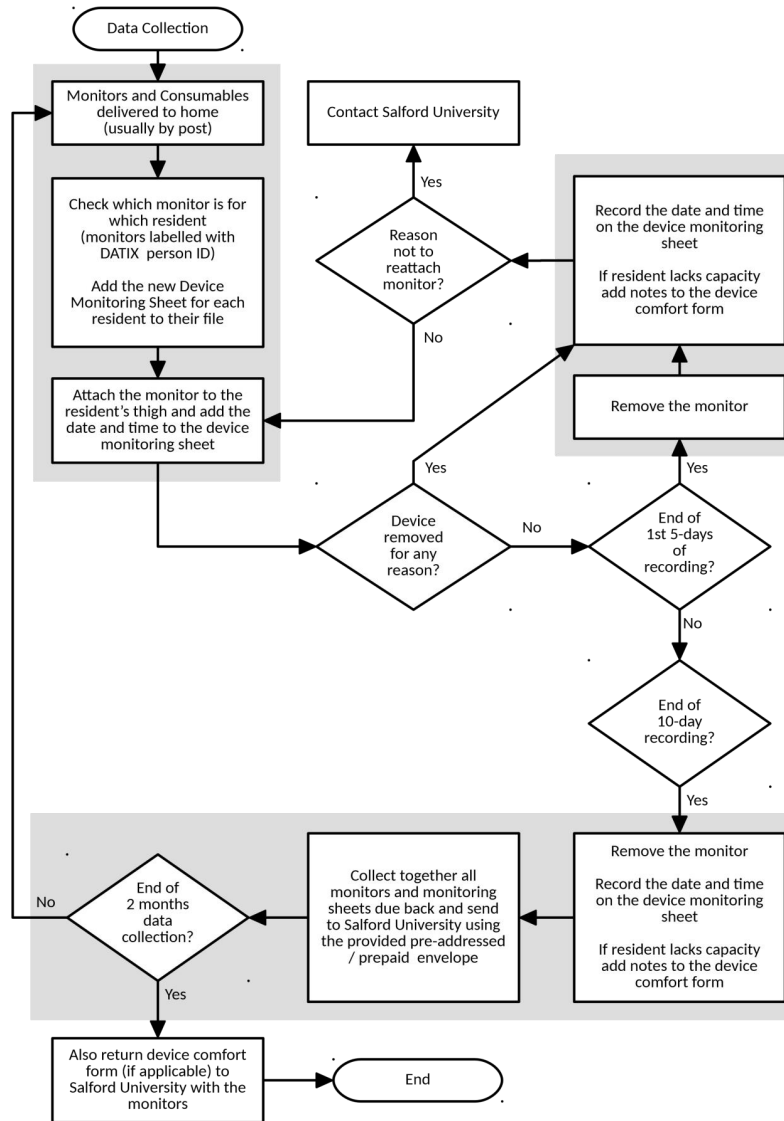 Data Collection
Monitors and Consumables
delivered to home
(usually by post)
Check which monitor is for
which resident
(monitors labelled with
DATIX person ID)
Add the new Device
Monitoring Sheet for each
resident to their file
Attach the monitor to the
resident's thigh and add the
date and time to the device
monitoring sheet
Contact Salford University
Yes
Reason
not to
reattach
monitor?
No
Record the date and time
on the device monitoring
sheet
If resident lacks capacity
add notes to the device
comfort form
Remove the monitor
Yes
Yes
Device
removed
for any
reason?
No
End of
1st 5-days
of
recording?
No
End of
10-day
recording?
Yes
Remove the monitor
Record the date and time
on the device monitoring
sheet
If resident lacks capacity
add notes to the device
comfort form
Collect together all
monitors and monitoring
sheets due back and send
to Salford University using
the provided pre-addressed
/ prepaid envelope
No
End of
2 months
data
collection?
Yes
Also return device comfort
form (if applicable) to
Salford University with the
monitors
End